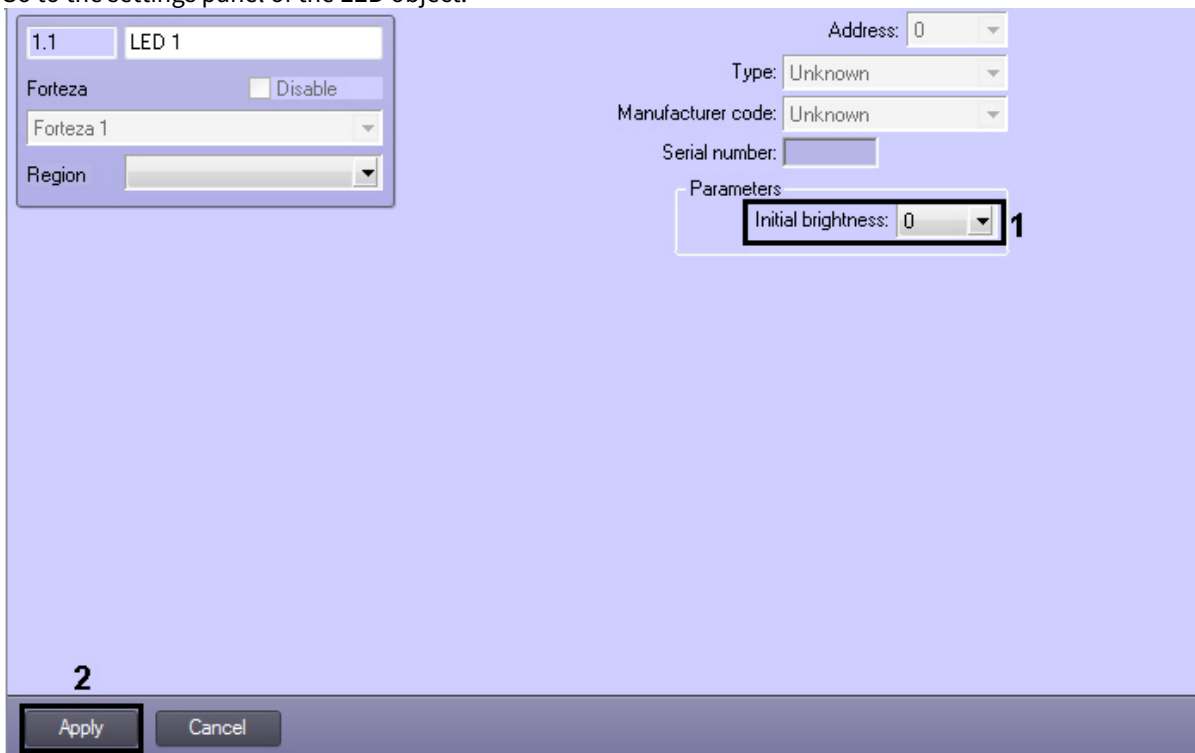 Go to the settings panel of the LED object.
1.1 LED 1
Forteza Disable
Forteza 1
Region
Address: 0
Type: Unknown
Manufacturer code: Unknown
Serial number:
Parameters
Initial brightness: 0 1
2
Apply Cancel